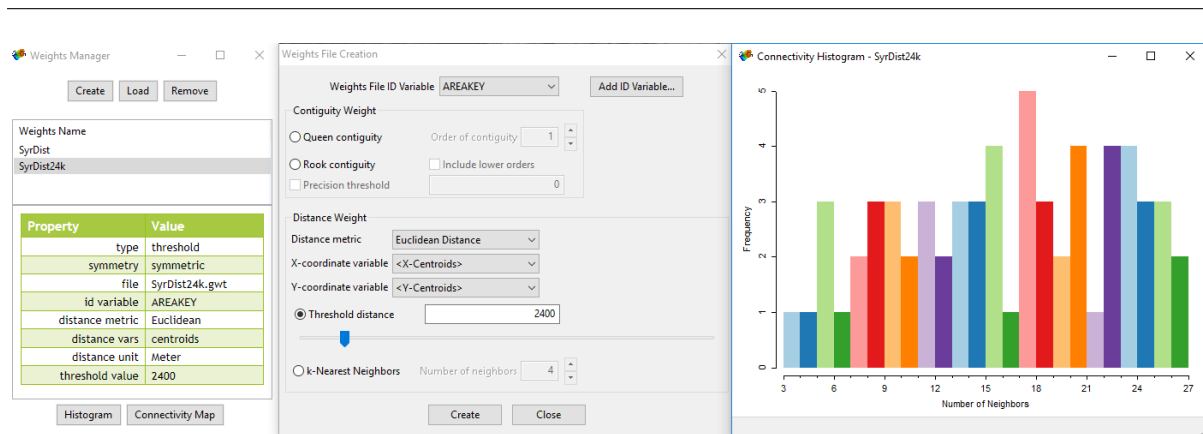 Weights Manager
Create Load Remove
Weights Name
SyrDist
SyrDist24k
Property Value
type threshold
symmetry symmetric
file SyrDist24k.gwt
id variable AREAKEY
distance metric Euclidean
distance vars centroids
distance unit Meter
threshold value 2400
Histogram Connectivity Map
Weights File Creation
Weights File ID Variable AREAKEY Add ID Variable...
Contiguity Weight
Queen contiguity Order of contiguity 1
Rook contiguity Include lower orders
Precision threshold 0
Distance Weight
Distance metric Euclidean Distance
X-coordinate variable <X-Centroids>
Y-coordinate variable <Y-Centroids>
Threshold distance 2400
k-Nearest Neighbors Number of neighbors 4
Create Close
Connectivity Histogram - SyrDist24k
Frequency
5
4
3
2
1
0
3 6 9 12 15 18 21 24 27
Number of Neighbors